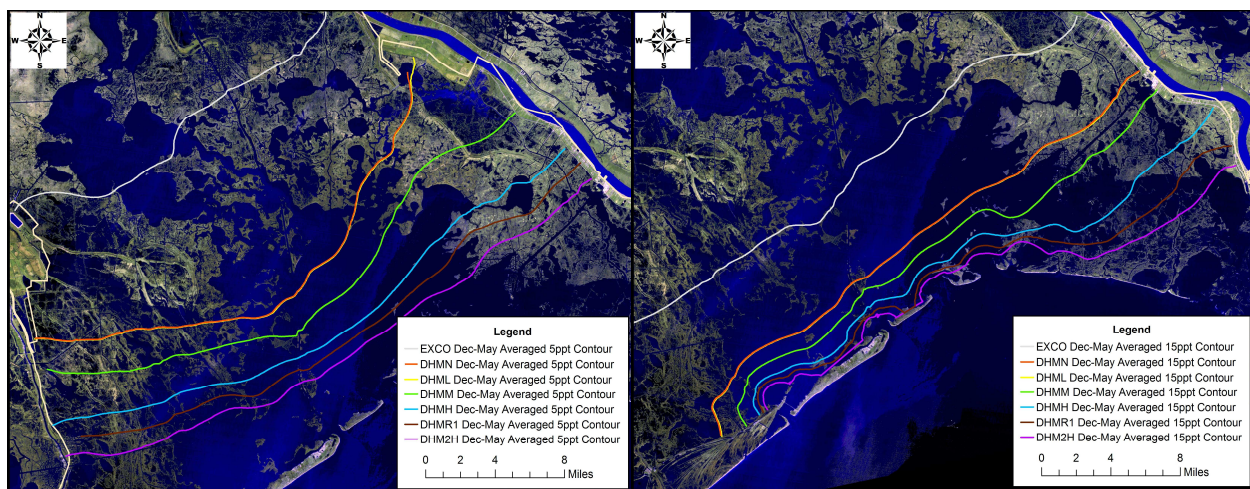 N
W E
S
Legend
EXCO Dec-May Averaged 5ppt Contour
DHMN Dec-May Averaged 5ppt Contour
DHML Dec-May Averaged 5ppt Contour
DHMM Dec-May Averaged 5ppt Contour
DHMH Dec-May Averaged 5ppt Contour
DHMR1 Dec-May Averaged 5ppt Contour
DHM2H Dec-May Averaged 5ppt Contour
0 2 4 8
Miles
N
W E
S
Legend
EXCO Dec-May Averaged 15ppt Contour
DHMN Dec-May Averaged 15ppt Contour
DHML Dec-May Averaged 15ppt Contour
DHMM Dec-May Averaged 15ppt Contour
DHMH Dec-May Averaged 15ppt Contour
DHMR1 Dec-May Averaged 15ppt Contour
DHM2H Dec-May Averaged 15ppt Contour
0 2 4 8
Miles